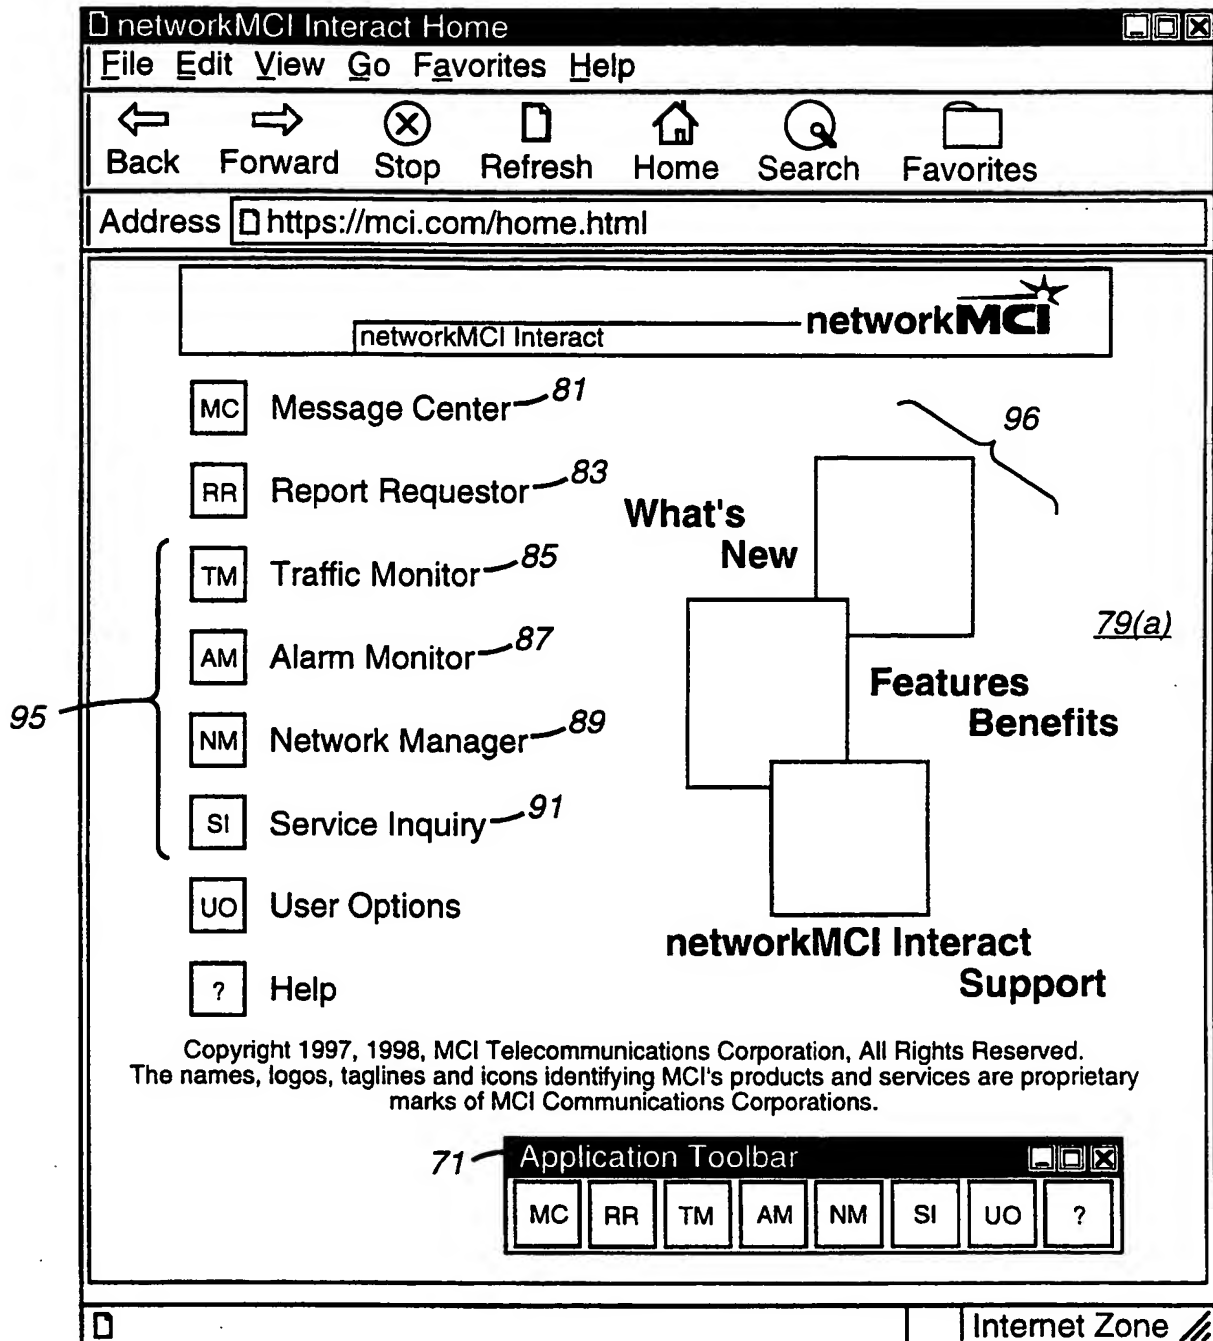 networkMCI Interact Home
File Edit View Go Favorites Help
Back Forward Stop Refresh Home Search Favorites
Address https://mci.com/home.html
networkMCI
networkMCI Interact
MC Message Center 81
RR Report Requestor 83
TM Traffic Monitor 85
AM Alarm Monitor 87
NM Network Manager 89
SI Service Inquiry 91
UO User Options
? Help
95
96
What's
New
79(a)
Features
Benefits
networkMCI Interact
Support
Copyright 1997, 1998, MCI Telecommunications Corporation, All Rights Reserved.
The names, logos, taglines and icons identifying MCI's products and services are proprietary
marks of MCI Communications Corporations.
71
Application Toolbar
MC RR TM AM NM SI UO ?
Internet Zone